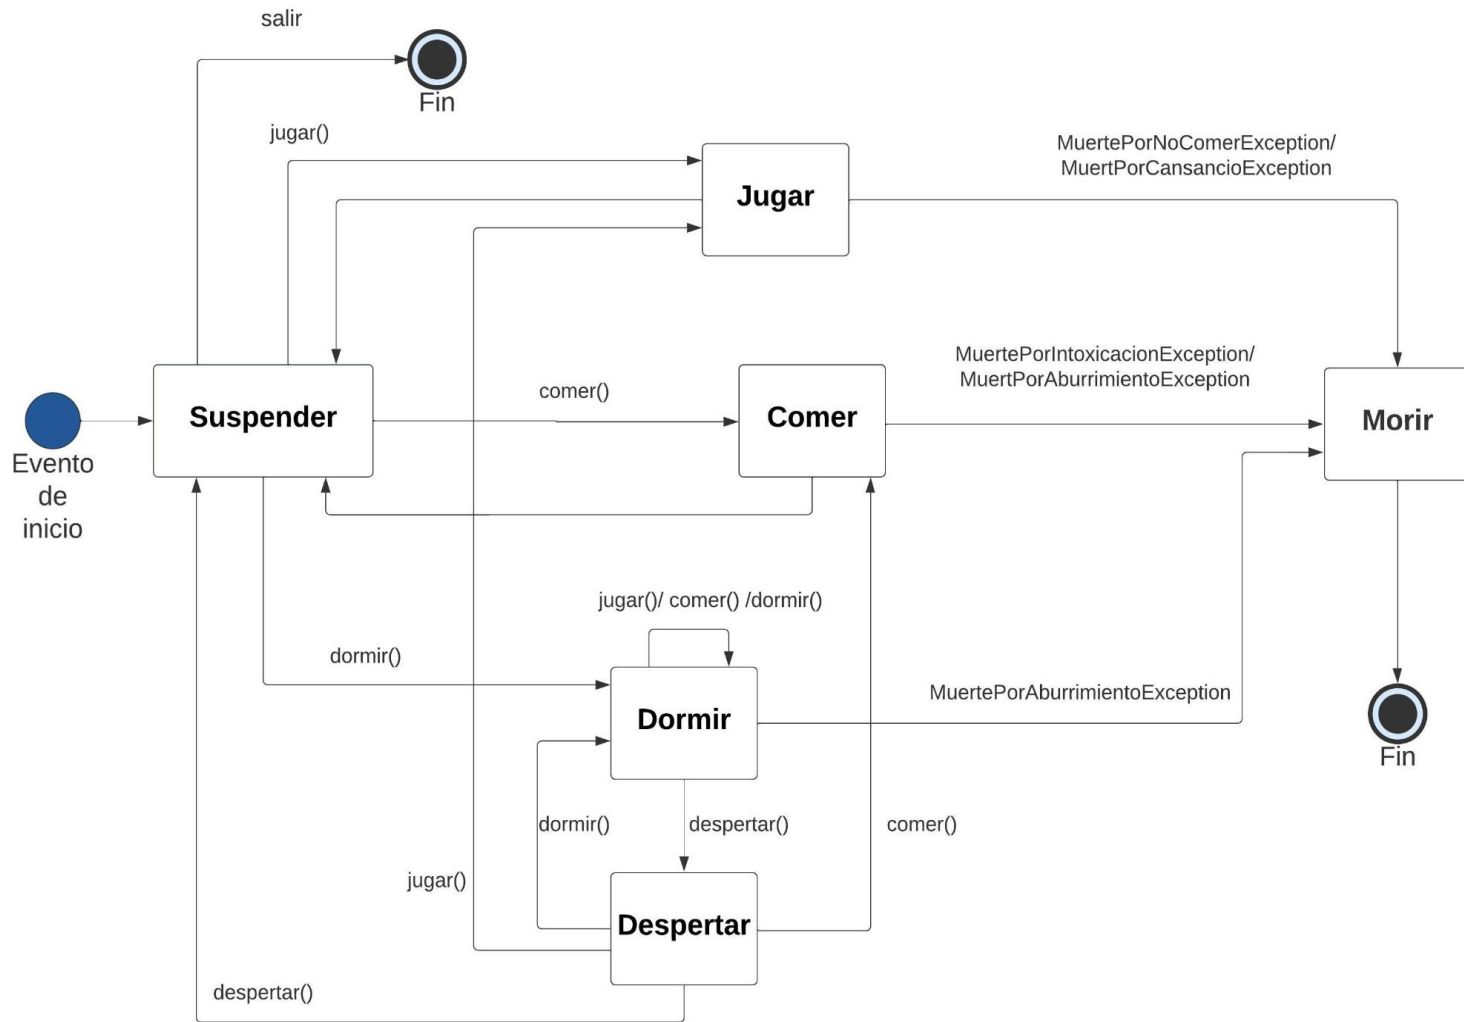 salir
Fin
jugar()
Jugar
MuertePorNoComerException/
MuertPorCansancioException
Suspender
comer()
Comer
MuertePorIntoxicacionException/
MuertPorAburrimientoException
Morir
Evento
de
inicio
jugar()/ comer() /dormir()
dormir()
Dormir
MuertePorAburrimientoException
Fin
dormir()
despertar()
comer()
jugar()
Despertar
despertar()